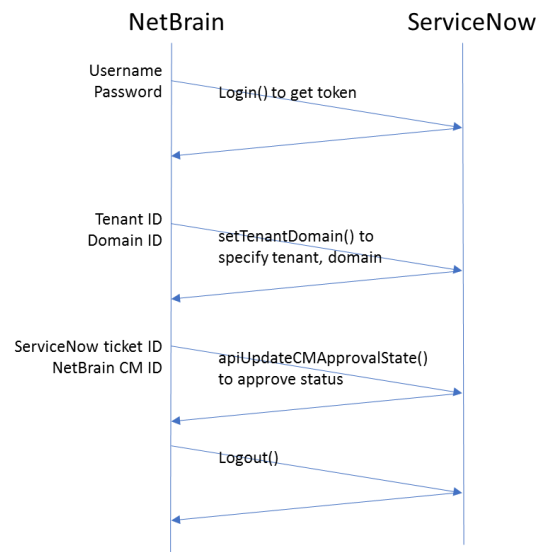 NetBrain
ServiceNow
Username
Password
Login() to get token
Tenant ID
Domain ID
setTenantDomain() to
specify tenant, domain
ServiceNow ticket ID
NetBrain CM ID
apiUpdateCMApprovalState()
to approve status
Logout()